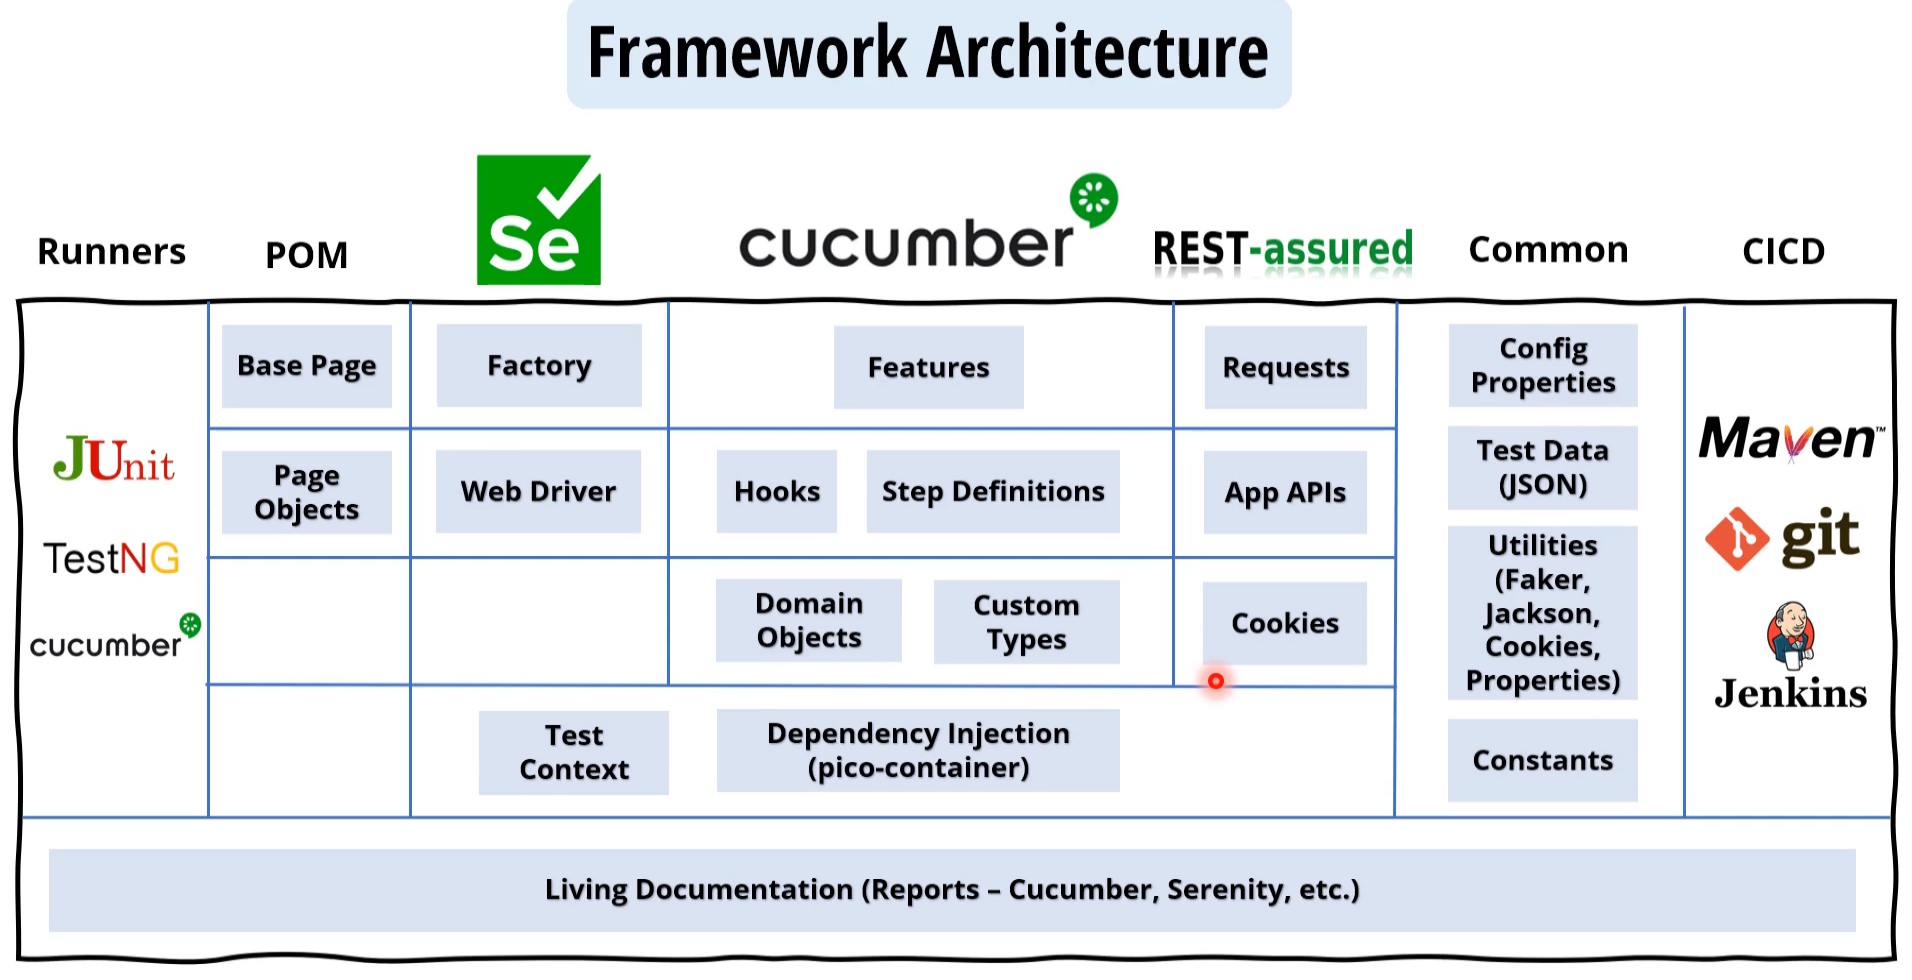 Framework Architecture
Runners
POM
Se
cucumber
REST-assured
Common
CICD
JUnit
TestNG
cucumber
Base Page
Page
Objects
Factory
Web Driver
Features
Hooks
Step Definitions
Domain
Objects
Custom
Types
Requests
App APIs
Cookies
Test
Context
Dependency Injection
(pico-container)
Config
Properties
Test Data
(JSON)
Utilities
(Faker,
Jackson,
Cookies,
Properties)
Constants
Maven™
git
Jenkins
Living Documentation (Reports – Cucumber, Serenity, etc.)